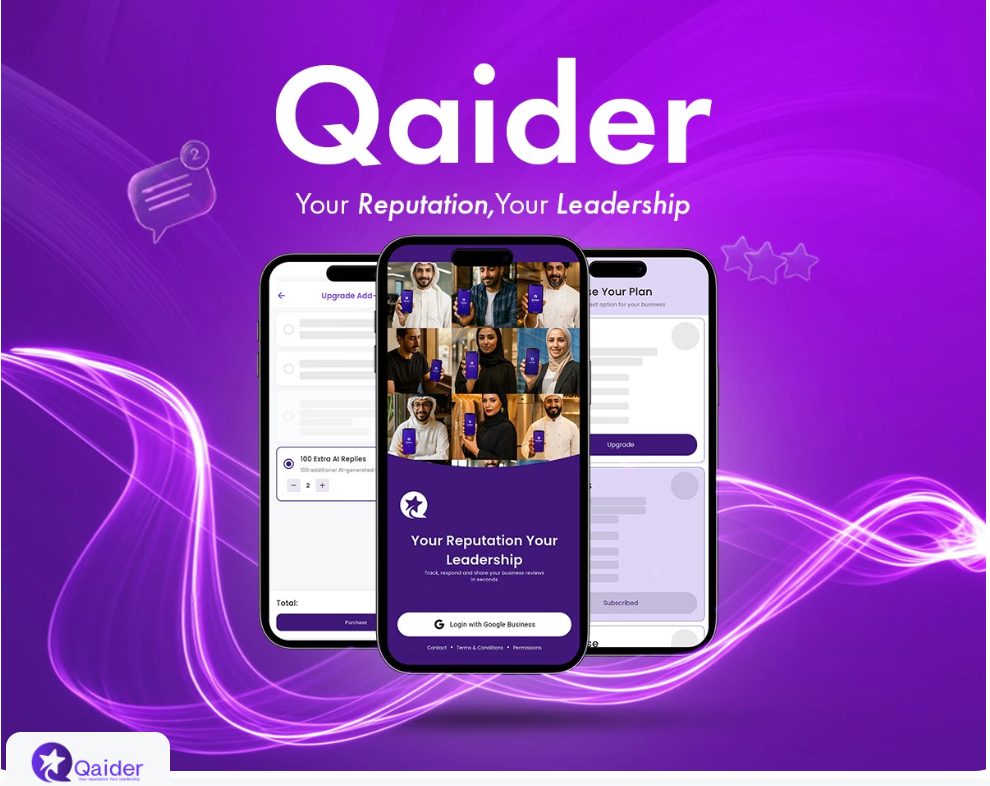 Qaider
2
Your Reputation,Your Leadership
Upgrade Add-
100 Extra AI Replies
100 additional AI-generated
− 2 +
Total:
Purchase
Your Reputation Your
Leadership
Track, respond and share your business reviews
in seconds
G Login with Google Business
Contact • Terms & Conditions • Permissions
se Your Plan
est option for your business
Upgrade
s
Subscribed
se
Qaider
Your reputation Your Leadership